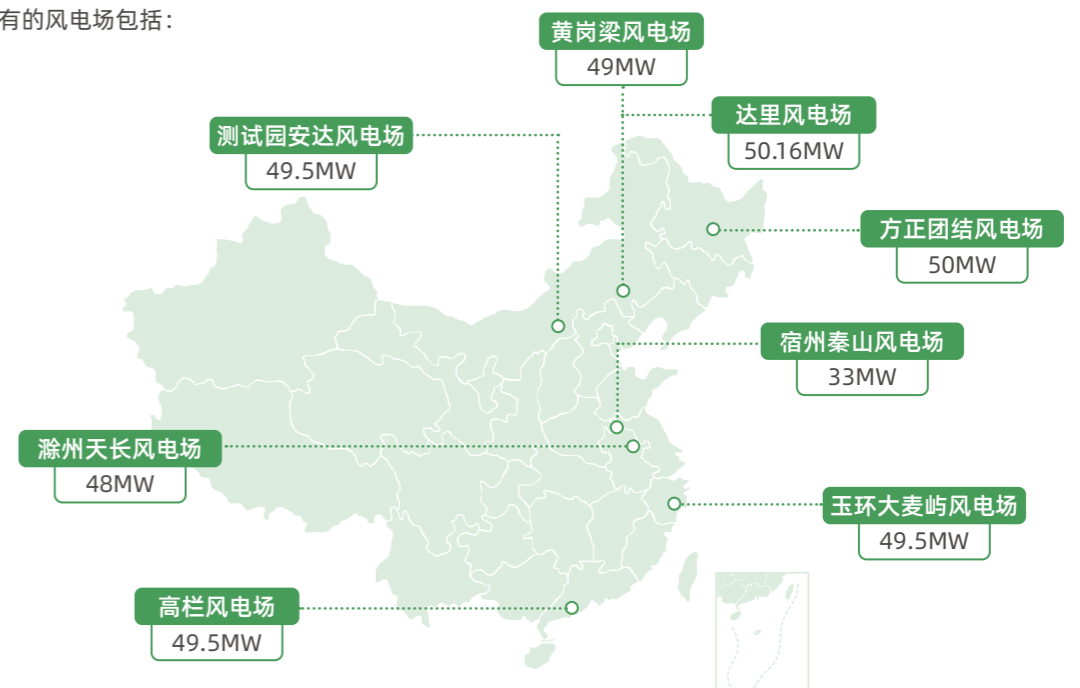 有的风电场包括：
黄岗梁风电场
49MW
达里风电场
50.16MW
测试园安达风电场
49.5MW
方正团结风电场
50MW
宿州秦山风电场
33MW
滁州天长风电场
48MW
玉环大麦屿风电场
49.5MW
高栏风电场
49.5MW